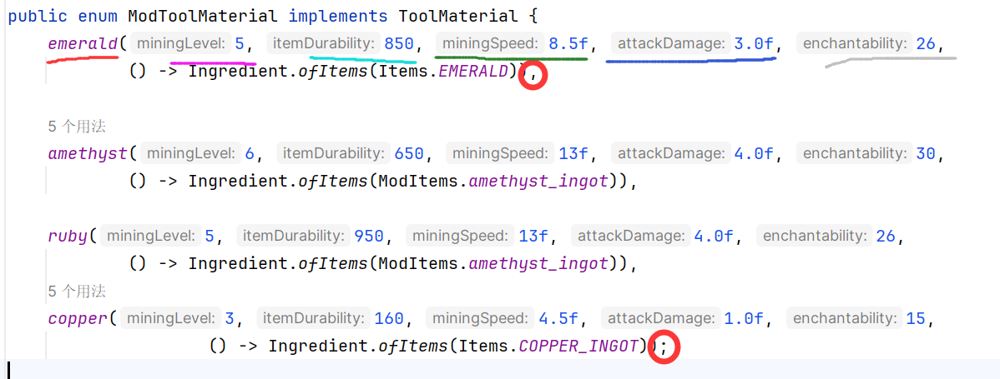 public enum ModToolMaterial implements ToolMaterial {
emerald( miningLevel: 5, itemDurability: 850, miningSpeed: 8.5f, attackDamage: 3.0f, enchantability: 26,
() -> Ingredient.ofItems(Items.EMERALD)),
5 个用法
amethyst( miningLevel: 6, itemDurability: 650, miningSpeed: 13f, attackDamage: 4.0f, enchantability: 30,
() -> Ingredient.ofItems(ModItems.amethyst_ingot)),
ruby( miningLevel: 5, itemDurability: 950, miningSpeed: 13f, attackDamage: 4.0f, enchantability: 26,
() -> Ingredient.ofItems(ModItems.amethyst_ingot)),
5 个用法
copper( miningLevel: 3, itemDurability: 160, miningSpeed: 4.5f, attackDamage: 1.0f, enchantability: 15,
() -> Ingredient.ofItems(Items.COPPER_INGOT));